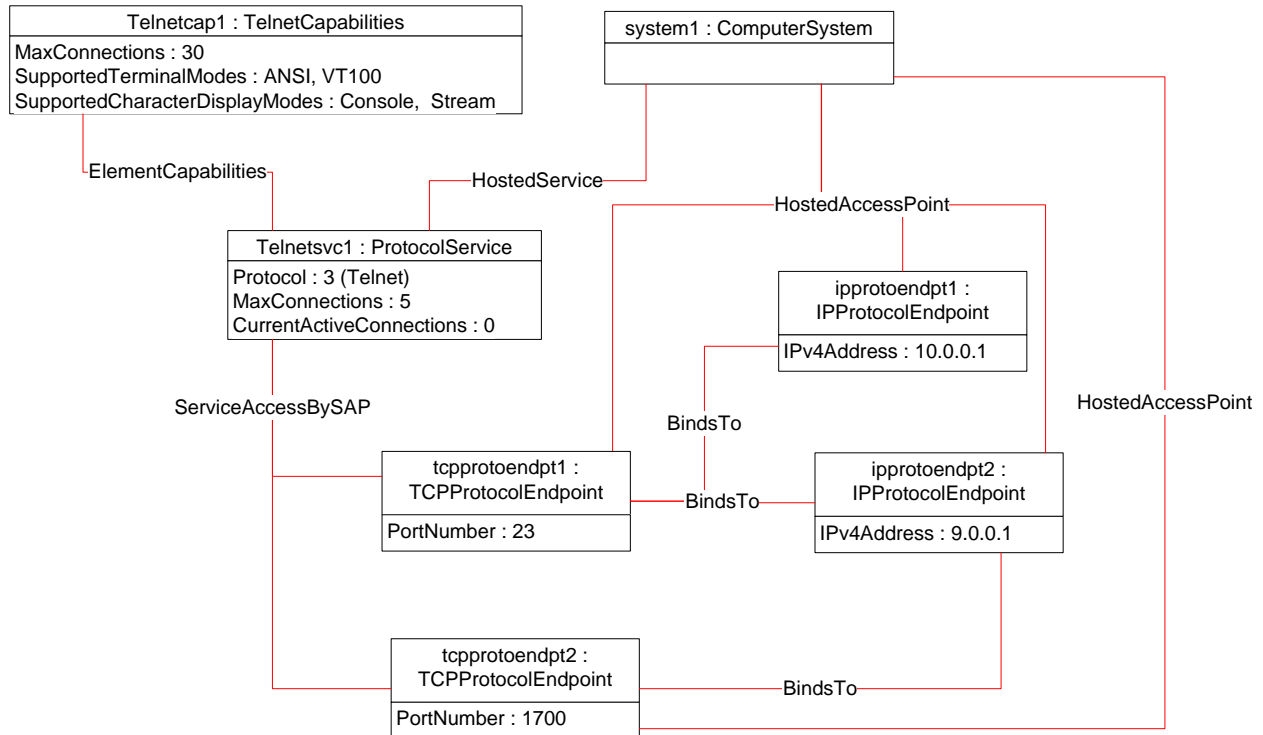 Telnetcap1 : TelnetCapabilities
MaxConnections : 30
SupportedTerminalModes : ANSI, VT100
SupportedCharacterDisplayModes : Console, Stream
system1 : ComputerSystem
ElementCapabilities
HostedService
HostedAccessPoint
Telnetsvc1 : ProtocolService
Protocol : 3 (Telnet)
MaxConnections : 5
CurrentActiveConnections : 0
ipprotoendpt1 :
IPProtocolEndpoint
IPv4Address : 10.0.0.1
ServiceAccessBySAP
HostedAccessPoint
BindsTo
tcpprotoendpt1 :
TCPProtocolEndpoint
PortNumber : 23
BindsTo
ipprotoendpt2 :
IPProtocolEndpoint
IPv4Address : 9.0.0.1
tcpprotoendpt2 :
TCPProtocolEndpoint
PortNumber : 1700
BindsTo